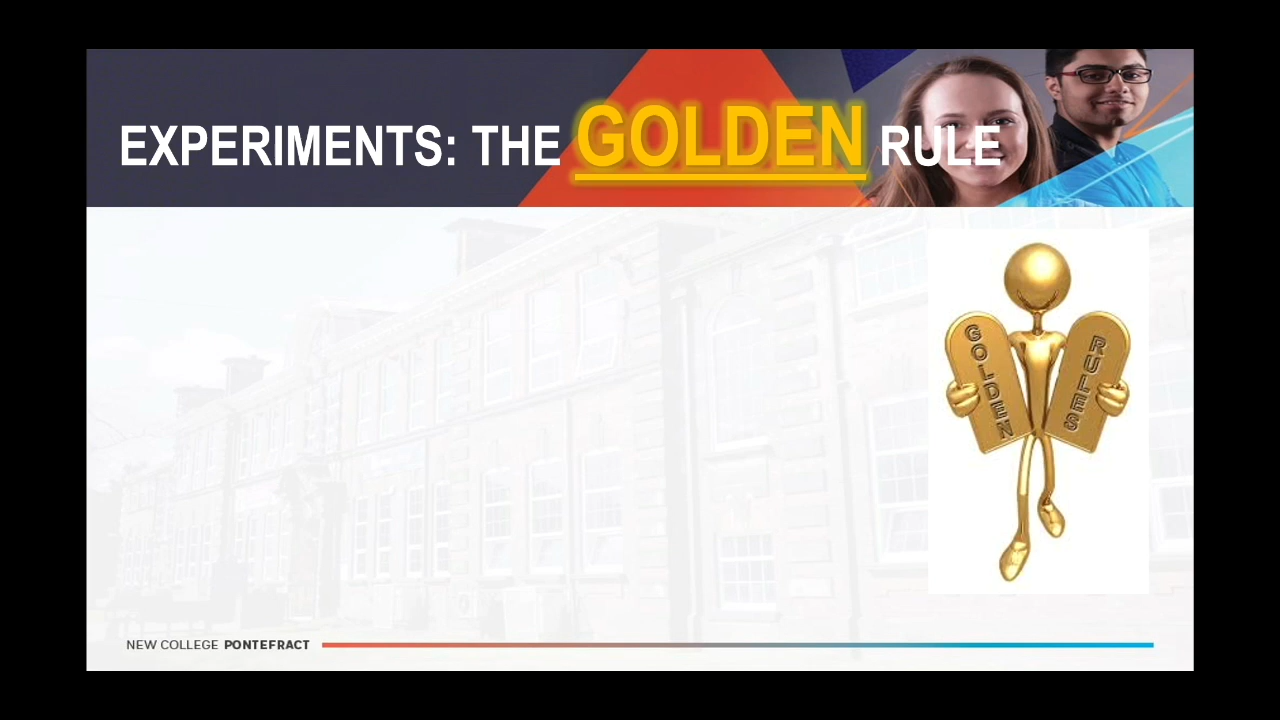 EXPERIMENTS: THE GOLDEN RULE
GOLDEN
RULES
NEW COLLEGE PONTEFRACT